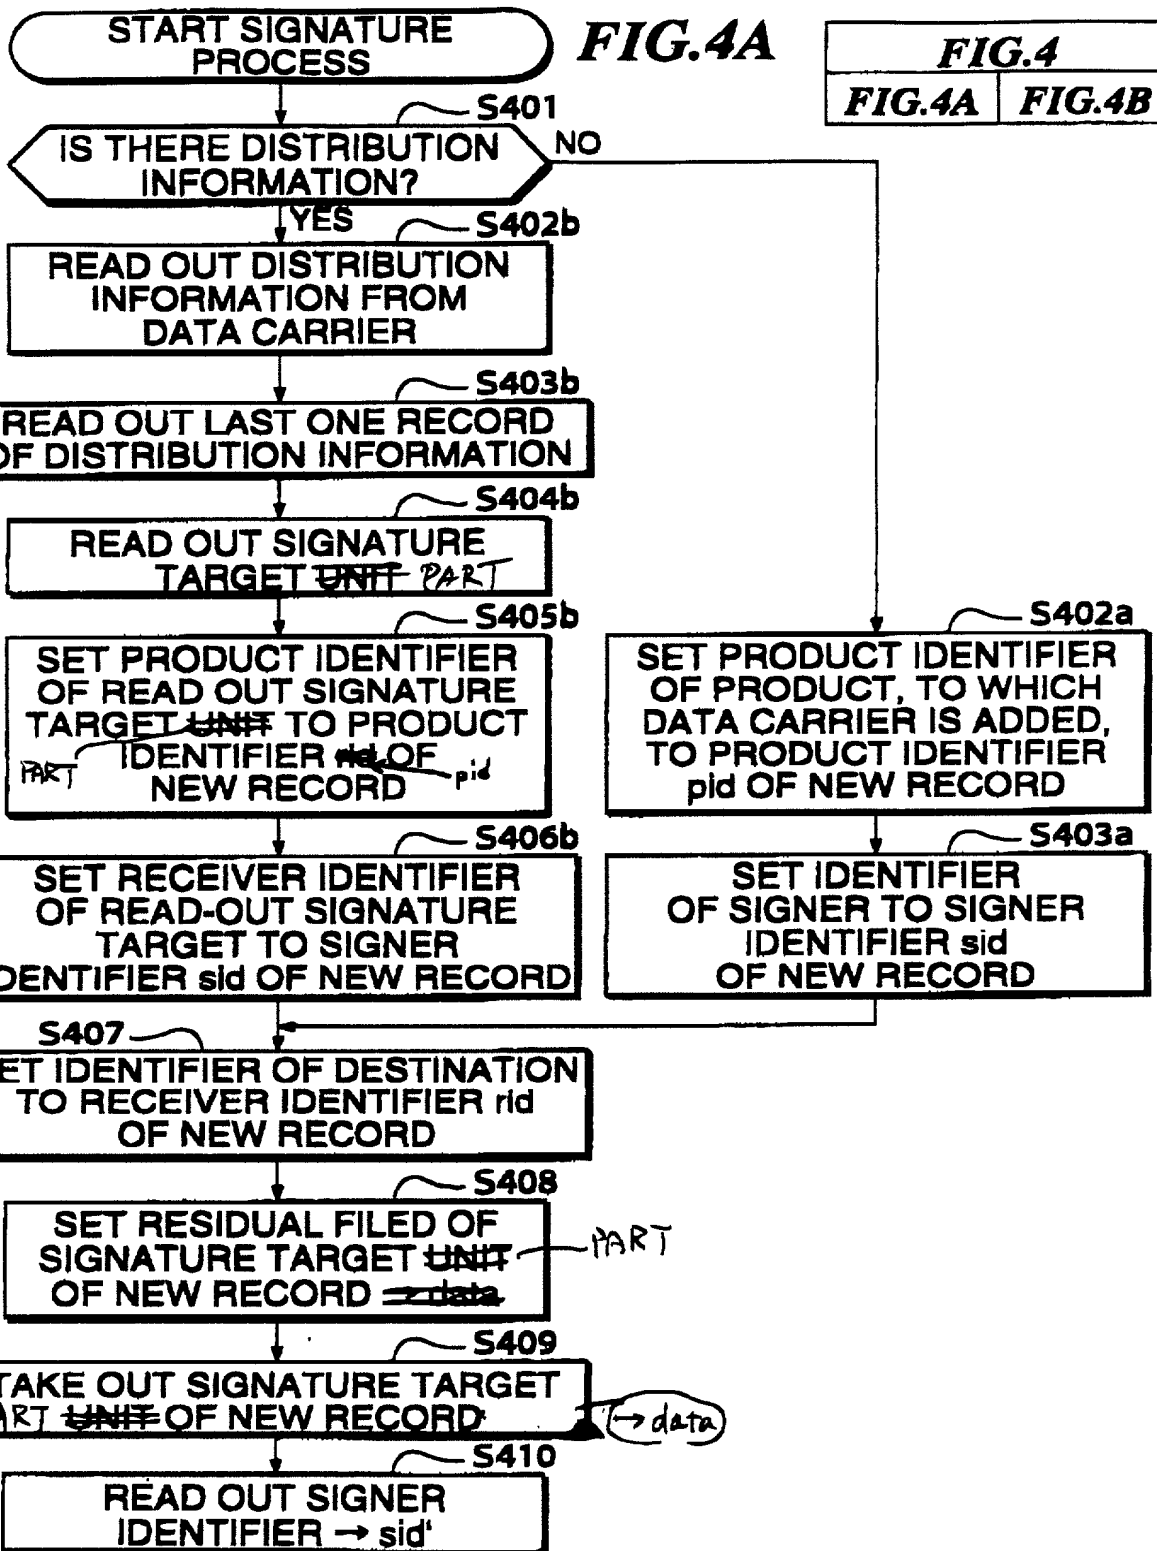 START SIGNATURE
PROCESS
FIG.4A
FIG.4
FIG.4A FIG.4B
S401
IS THERE DISTRIBUTION
INFORMATION?
NO
YES
S402b
READ OUT DISTRIBUTION
INFORMATION FROM
DATA CARRIER
S403b
READ OUT LAST ONE RECORD
OF DISTRIBUTION INFORMATION
S404b
READ OUT SIGNATURE
TARGET UNIT PART
S405b
SET PRODUCT IDENTIFIER
OF READ OUT SIGNATURE
TARGET UNIT TO PRODUCT
PART IDENTIFIER rid OF
pid
NEW RECORD
S402a
SET PRODUCT IDENTIFIER
OF PRODUCT, TO WHICH
DATA CARRIER IS ADDED,
TO PRODUCT IDENTIFIER
pid OF NEW RECORD
S406b
SET RECEIVER IDENTIFIER
OF READ-OUT SIGNATURE
TARGET TO SIGNER
DENTIFIER sid OF NEW RECORD
S403a
SET IDENTIFIER
OF SIGNER TO SIGNER
IDENTIFIER sid
OF NEW RECORD
S407
ET IDENTIFIER OF DESTINATION
TO RECEIVER IDENTIFIER rid
OF NEW RECORD
S408
SET RESIDUAL FILED OF
SIGNATURE TARGET UNIT PART
OF NEW RECORD → data
S409
TAKE OUT SIGNATURE TARGET
ART UNIT OF NEW RECORD → data
S410
READ OUT SIGNER
IDENTIFIER → sid'